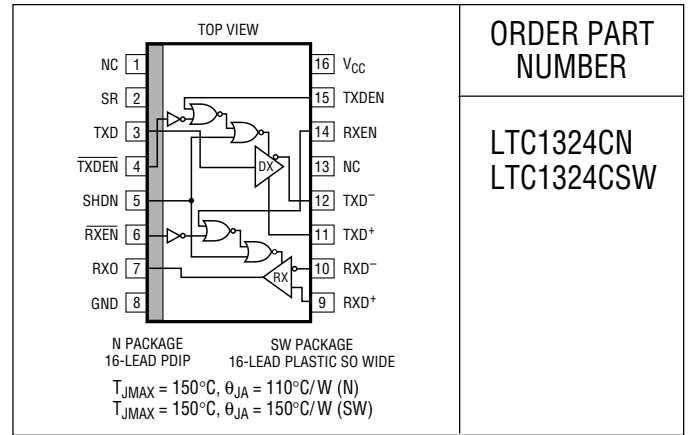 TOP VIEW
NC 1
SR 2
TXD 3
T̅X̅D̅E̅N̅ 4
SHDN 5
R̅X̅E̅N̅ 6
RXO 7
GND 8
16 VCC
15 TXDEN
14 RXEN
13 NC
12 TXD–
11 TXD+
10 RXD–
9 RXD+
DX
RX
N PACKAGE
16-LEAD PDIP
SW PACKAGE
16-LEAD PLASTIC SO WIDE
TJMAX = 150°C, θJA = 110°C/W (N)
TJMAX = 150°C, θJA = 150°C/W (SW)
ORDER PART
NUMBER
LTC1324CN
LTC1324CSW